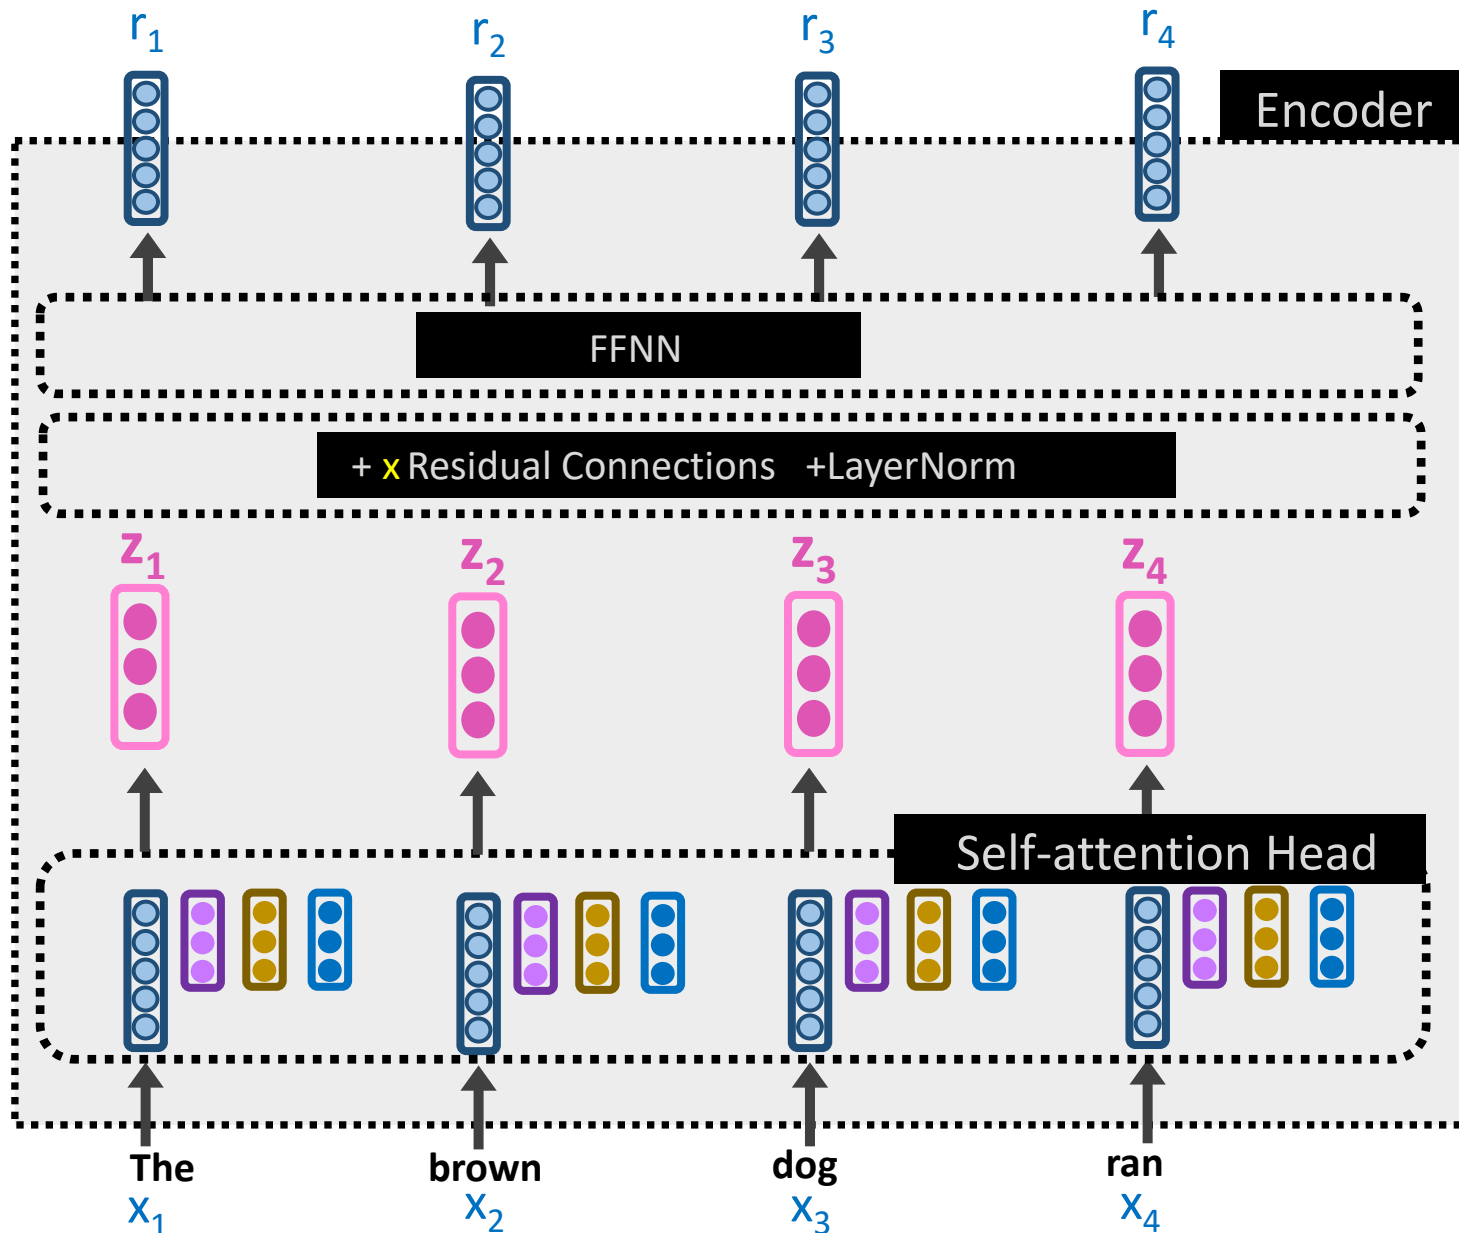 r₁ r₂ r₃ r₄
Encoder
FFNN
+ x Residual Connections +LayerNorm
z₁ z₂ z₃ z₄
Self-attention Head
The brown dog ran
x₁ x₂ x₃ x₄